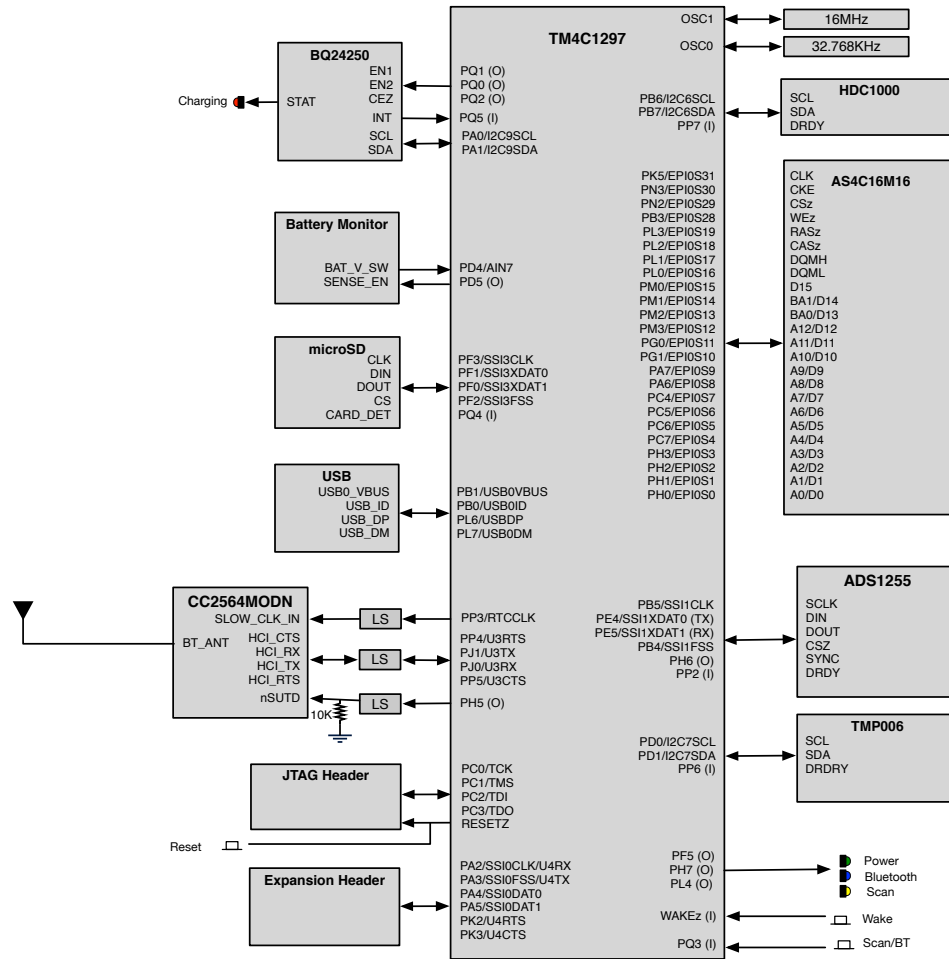 TM4C1297
OSC1
OSC0
16MHz
32.768KHz
BQ24250
EN1
EN2
CEZ
INT
SCL
SDA
STAT
Charging
PQ1 (O)
PQ0 (O)
PQ2 (O)
PQ5 (I)
PA0/I2C9SCL
PA1/I2C9SDA
PB6/I2C6SCL
PB7/I2C6SDA
PP7 (I)
HDC1000
SCL
SDA
DRDY
Battery Monitor
BAT_V_SW
SENSE_EN
PD4/AIN7
PD5 (O)
microSD
CLK
DIN
DOUT
CS
CARD_DET
PF3/SSI3CLK
PF1/SSI3XDAT0
PF0/SSI3XDAT1
PF2/SSI3FSS
PQ4 (I)
USB
USB0_VBUS
USB_ID
USB_DP
USB_DM
PB1/USB0VBUS
PB0/USB0ID
PL6/USBDP
PL7/USB0DM
PK5/EPI0S31
PN3/EPI0S30
PN2/EPI0S29
PB3/EPI0S28
PL3/EPI0S19
PL2/EPI0S18
PL1/EPI0S17
PL0/EPI0S16
PM0/EPI0S15
PM1/EPI0S14
PM2/EPI0S13
PM3/EPI0S12
PG0/EPI0S11
PG1/EPI0S10
PA7/EPI0S9
PA6/EPI0S8
PC4/EPI0S7
PC5/EPI0S6
PC6/EPI0S5
PC7/EPI0S4
PH3/EPI0S3
PH2/EPI0S2
PH1/EPI0S1
PH0/EPI0S0
AS4C16M16
CLK
CKE
CSz
WEz
RASz
CASz
DQMH
DQML
D15
BA1/D14
BA0/D13
A12/D12
A11/D11
A10/D10
A9/D9
A8/D8
A7/D7
A6/D6
A5/D5
A4/D4
A3/D3
A2/D2
A1/D1
A0/D0
CC2564MODN
SLOW_CLK_IN
BT_ANT
HCI_CTS
HCI_RX
HCI_TX
HCI_RTS
nSUTD
LS
LS
LS
10K
PP3/RTCCLK
PP4/U3RTS
PJ1/U3TX
PJ0/U3RX
PP5/U3CTS
PH5 (O)
PB5/SSI1CLK
PE4/SSI1XDAT0 (TX)
PE5/SSI1XDAT1 (RX)
PB4/SSI1FSS
PH6 (O)
PP2 (I)
ADS1255
SCLK
DIN
DOUT
CSZ
SYNC
DRDY
PD0/I2C7SCL
PD1/I2C7SDA
PP6 (I)
TMP006
SCL
SDA
DRDRY
JTAG Header
PC0/TCK
PC1/TMS
PC2/TDI
PC3/TDO
RESETZ
Reset
Expansion Header
PA2/SSI0CLK/U4RX
PA3/SSI0FSS/U4TX
PA4/SSI0DAT0
PA5/SSI0DAT1
PK2/U4RTS
PK3/U4CTS
PF5 (O)
PH7 (O)
PL4 (O)
Power
Bluetooth
Scan
WAKEz (I)
Wake
PQ3 (I)
Scan/BT